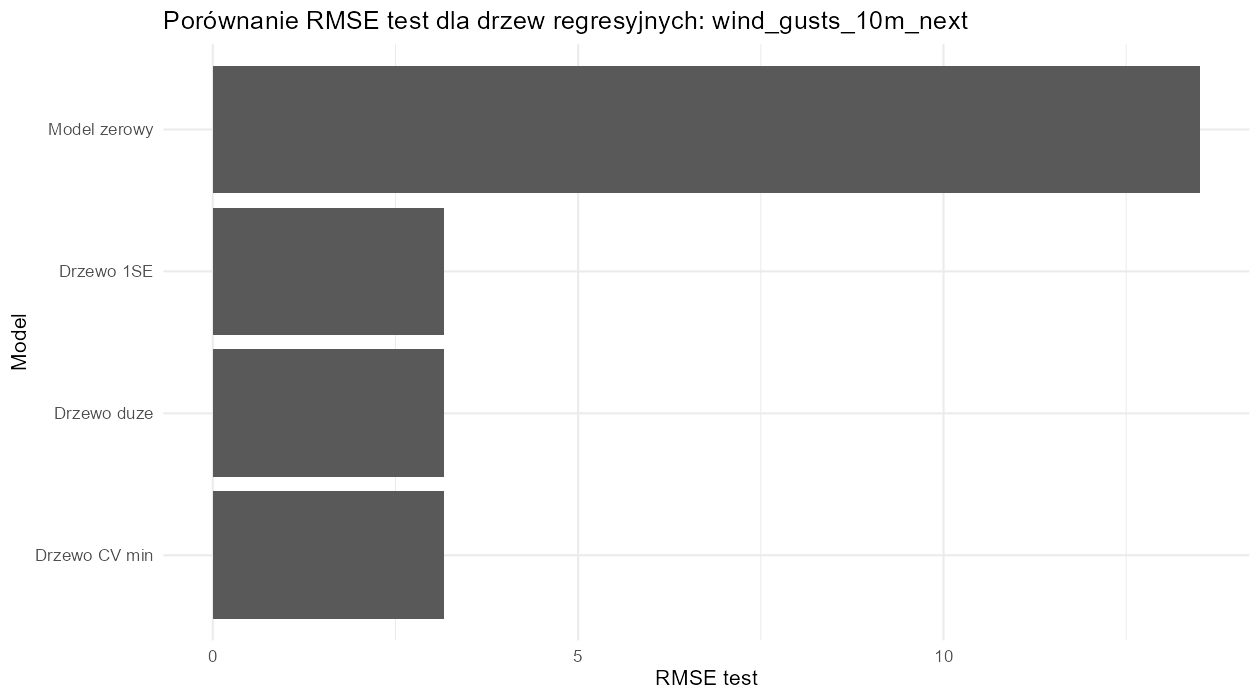 Porównanie RMSE test dla drzew regresyjnych: wind_gusts_10m_next
Model
Model zerowy
Drzewo 1SE
Drzewo duze
Drzewo CV min
0
5
10
RMSE test